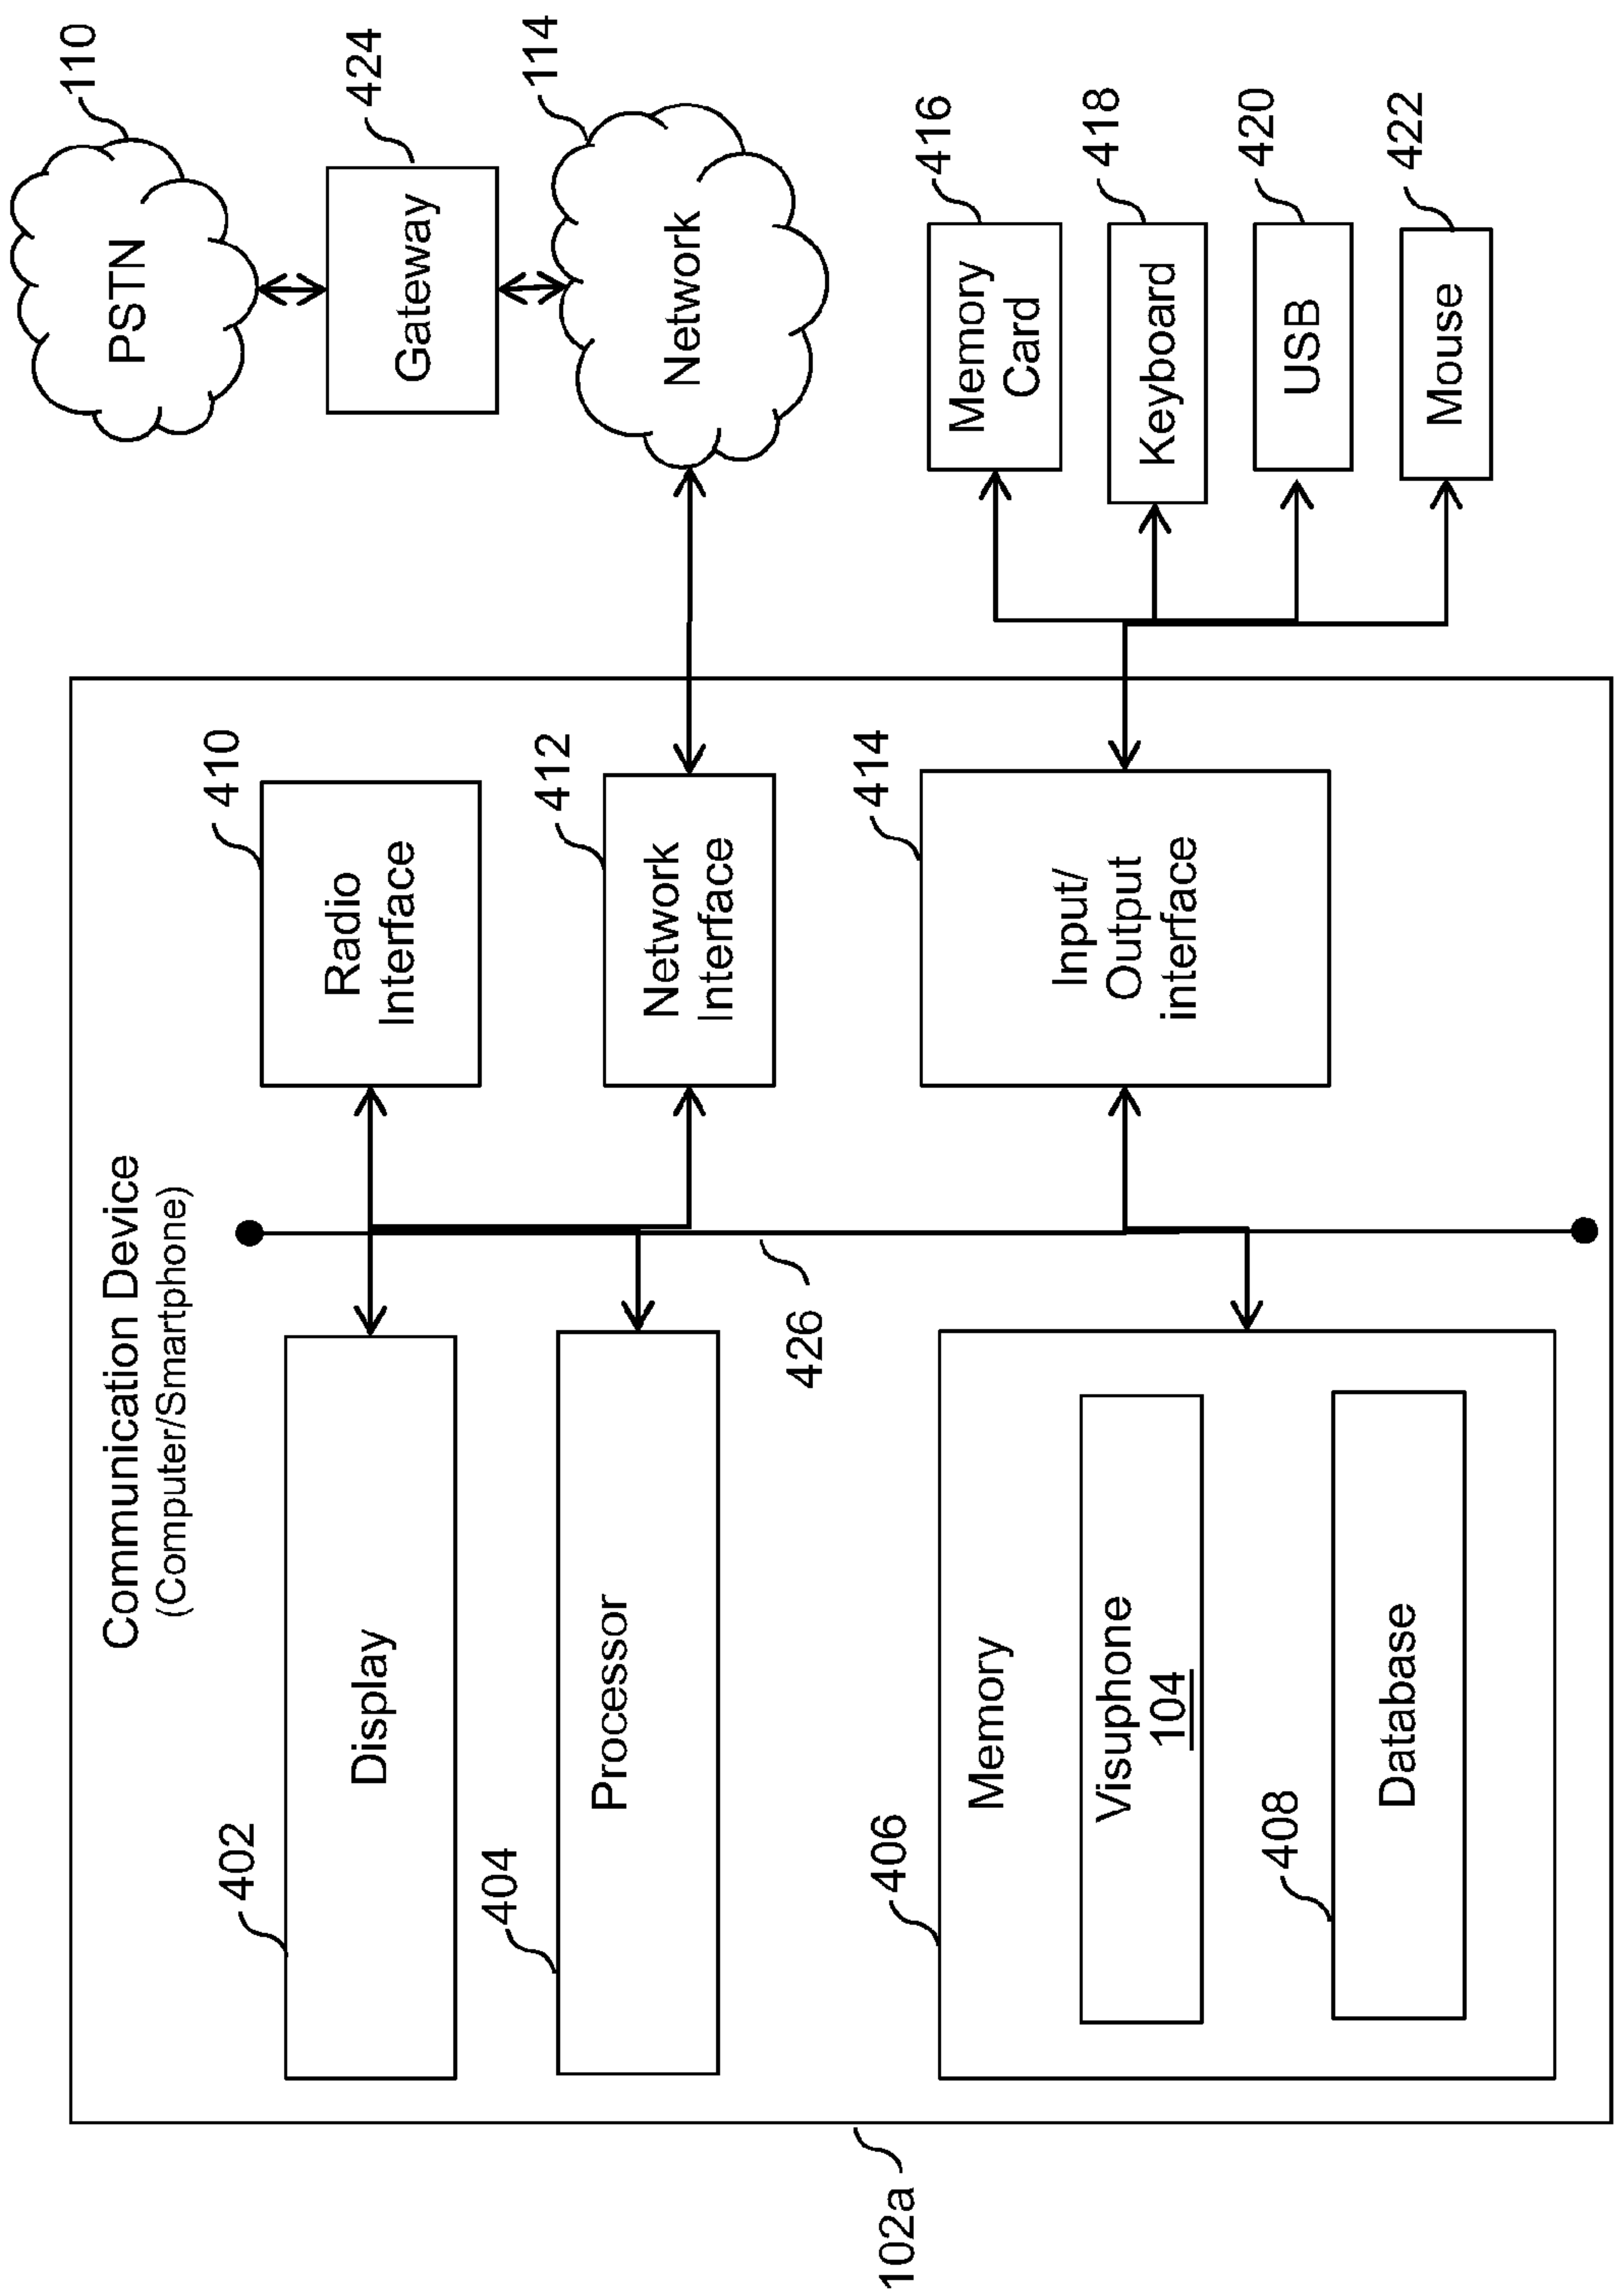 Communication Device
(Computer/Smartphone)
402
Display
404
Processor
406
Memory
Visuphone
104
408
Database
102a
426
410
Radio
Interface
412
Network
Interface
414
Input/
Output
interface
PSTN
110
Gateway
424
Network
114
Memory
Card
416
Keyboard
418
USB
420
Mouse
422